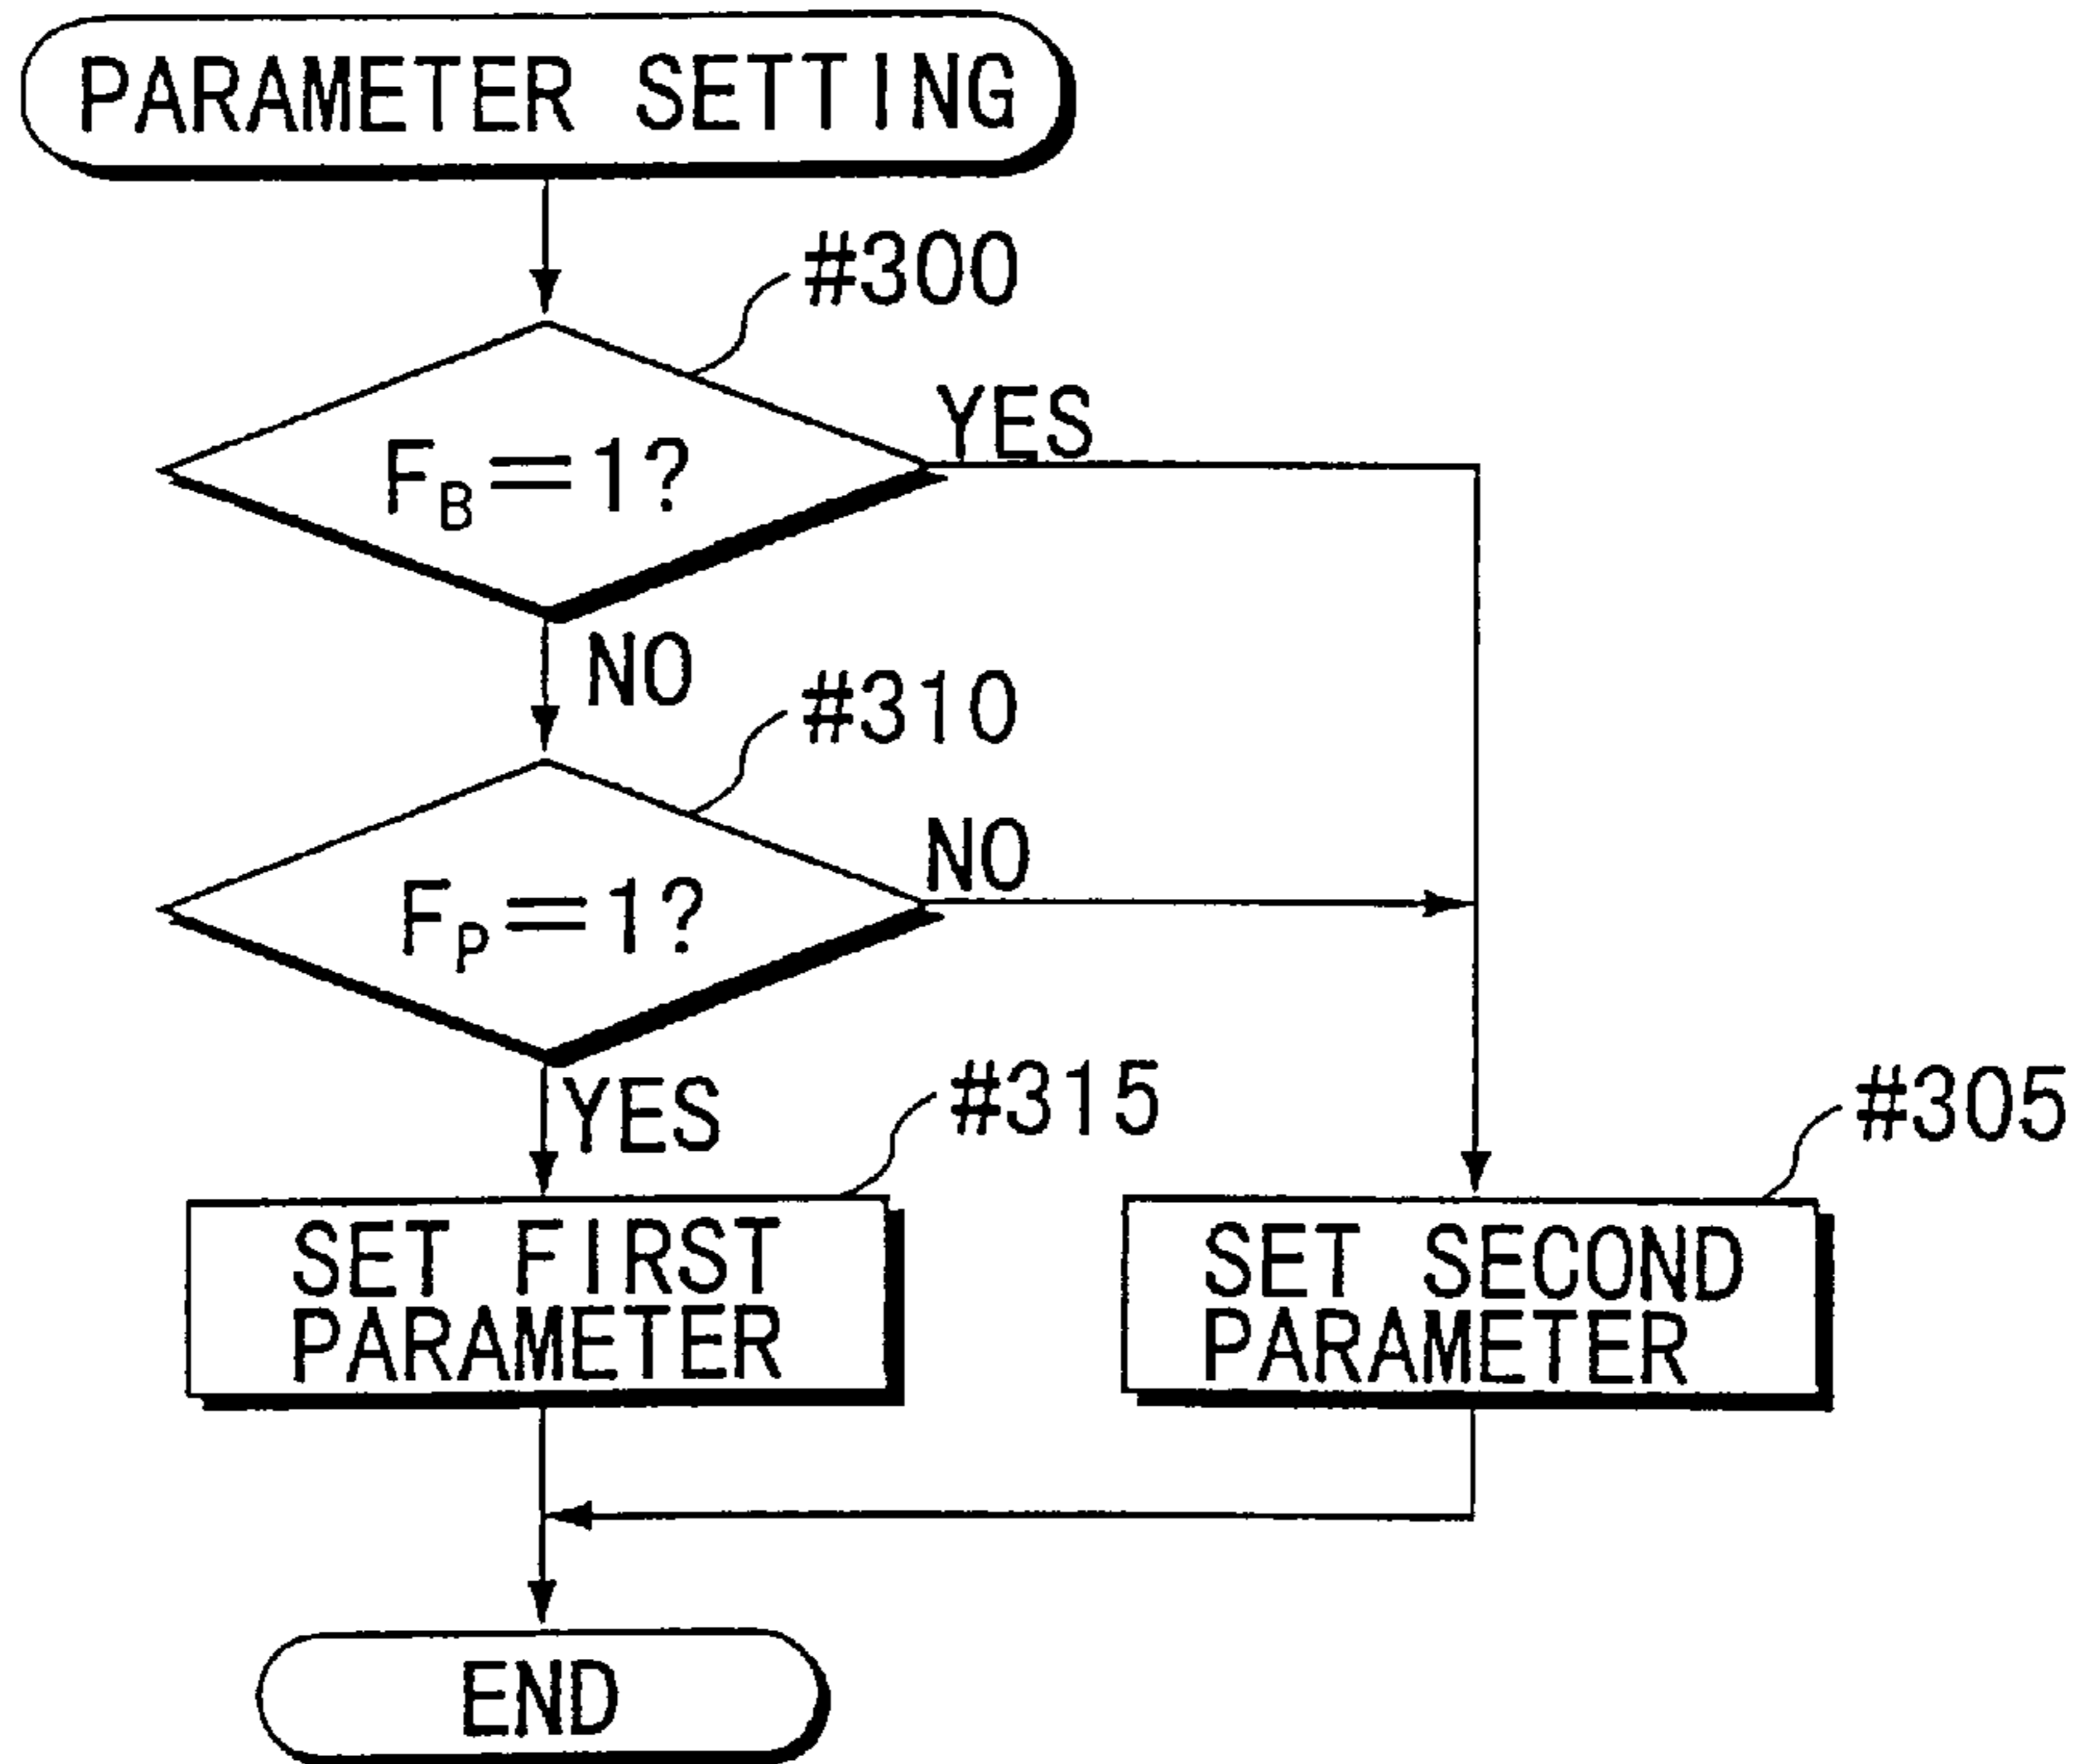 PARAMETER SETTING
#300
YES
F_B=1?
NO
#310
NO
F_P=1?
YES
#315
#305
SET FIRST
PARAMETER
SET SECOND
PARAMETER
END